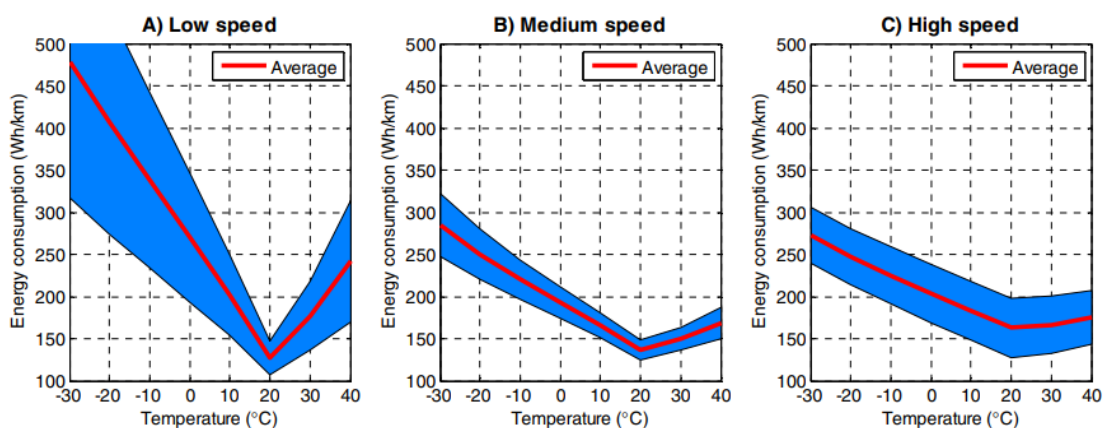 A) Low speed
B) Medium speed
C) High speed
Average
Average
Average
Energy consumption (Wh/km)
500
450
400
350
300
250
200
150
100
-30 -20 -10 0 10 20 30 40
Temperature (°C)
Energy consumption (Wh/km)
500
450
400
350
300
250
200
150
100
-30 -20 -10 0 10 20 30 40
Temperature (°C)
Energy consumption (Wh/km)
500
450
400
350
300
250
200
150
100
-30 -20 -10 0 10 20 30 40
Temperature (°C)